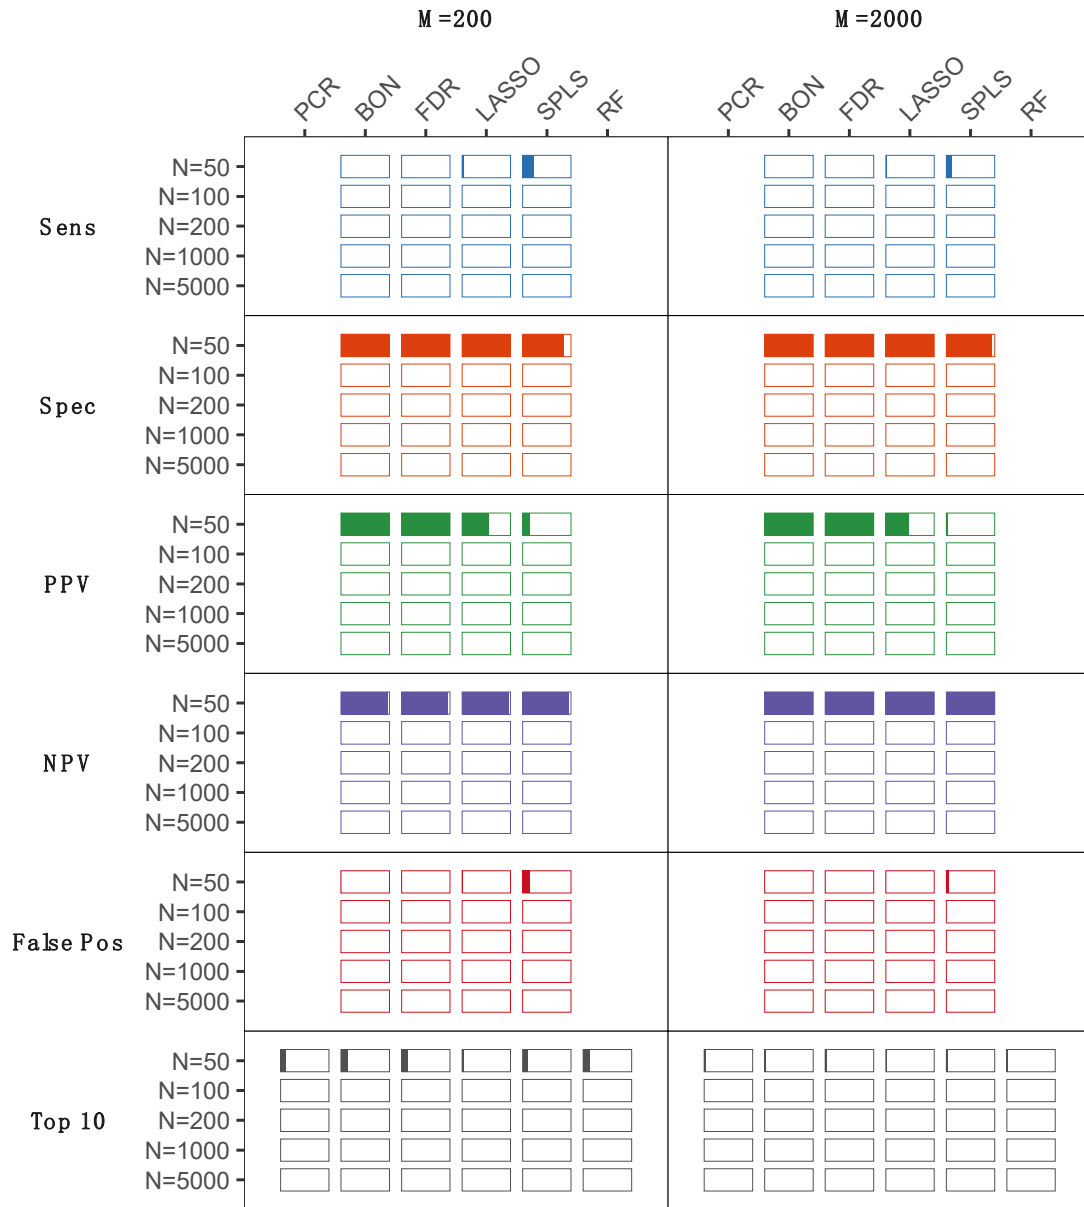 M=200 M=2000
PCR BON FDR LASSO SPLS RF PCR BON FDR LASSO SPLS RF
Sens
N=50
N=100
N=200
N=1000
N=5000
Spec
N=50
N=100
N=200
N=1000
N=5000
PPV
N=50
N=100
N=200
N=1000
N=5000
NPV
N=50
N=100
N=200
N=1000
N=5000
False Pos
N=50
N=100
N=200
N=1000
N=5000
Top 10
N=50
N=100
N=200
N=1000
N=5000